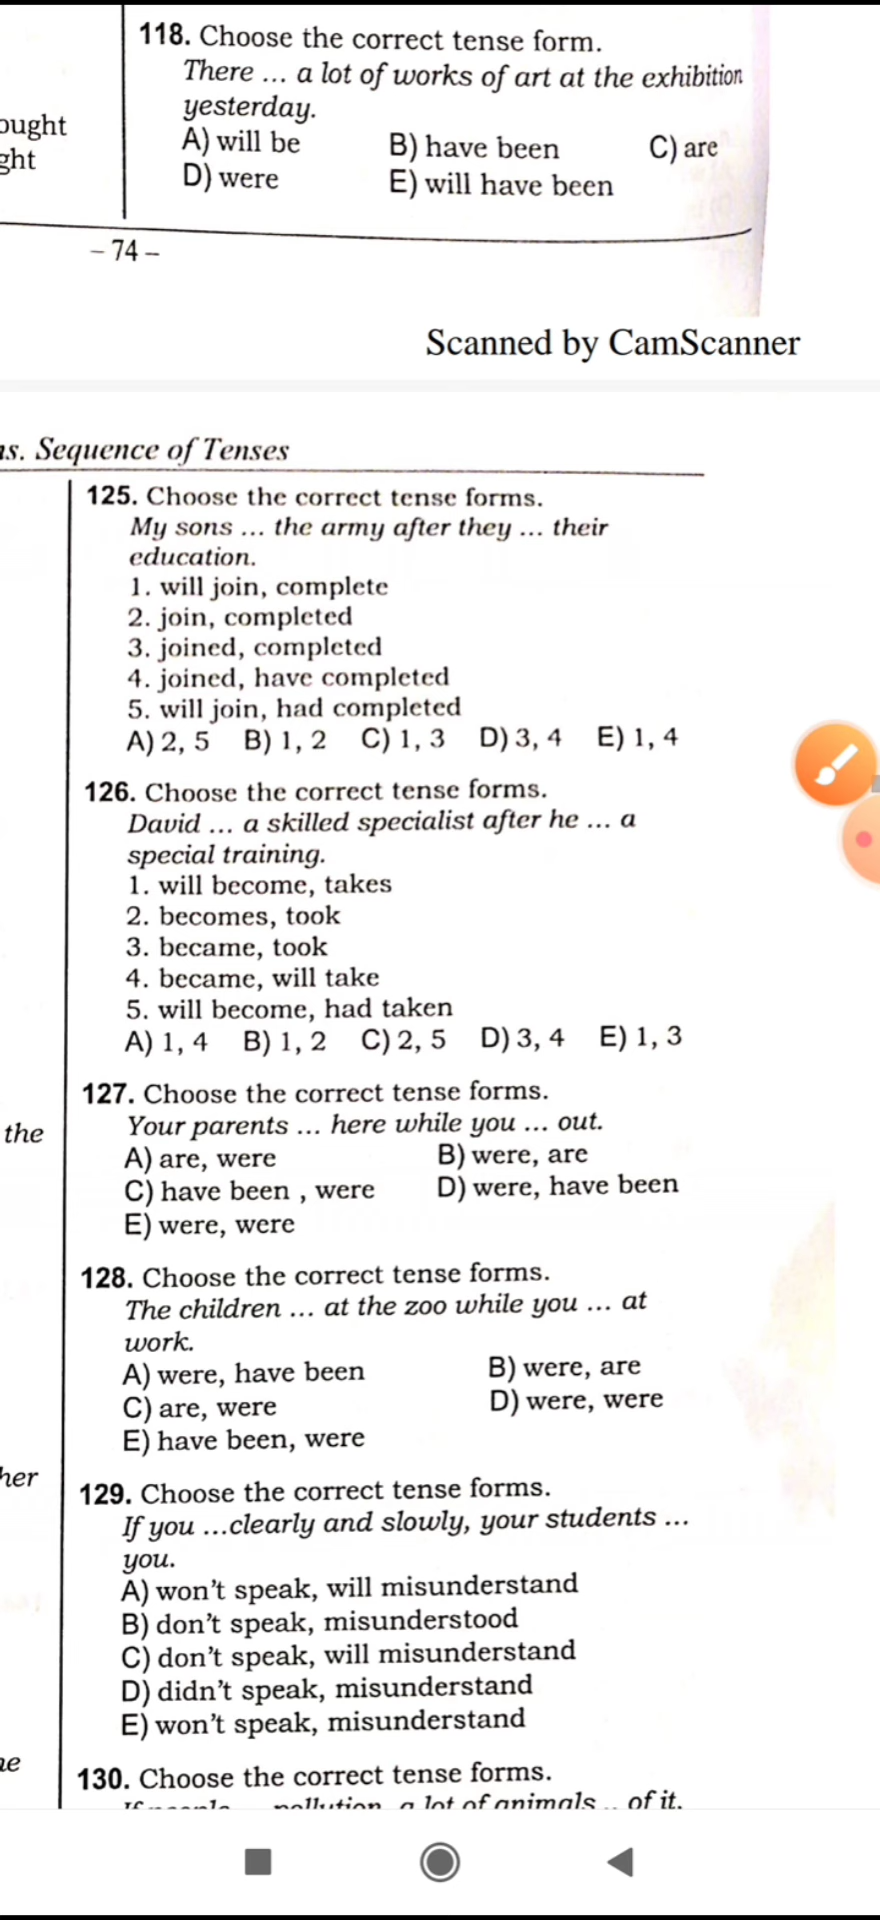 118. Choose the correct tense form.
There ... a lot of works of art at the exhibition
ought
yesterday.
ght
A) will be B) have been C) are
D) were E) will have been
– 74 –
Scanned by CamScanner
s. Sequence of Tenses
125. Choose the correct tense forms.
My sons ... the army after they ... their
education.
1. will join, complete
2. join, completed
3. joined, completed
4. joined, have completed
5. will join, had completed
A) 2, 5 B) 1, 2 C) 1, 3 D) 3, 4 E) 1, 4
126. Choose the correct tense forms.
David ... a skilled specialist after he ... a
special training.
1. will become, takes
2. becomes, took
3. became, took
4. became, will take
5. will become, had taken
A) 1, 4 B) 1, 2 C) 2, 5 D) 3, 4 E) 1, 3
127. Choose the correct tense forms.
the
Your parents ... here while you ... out.
A) are, were B) were, are
C) have been , were D) were, have been
E) were, were
128. Choose the correct tense forms.
The children ... at the zoo while you ... at
work.
A) were, have been B) were, are
C) are, were D) were, were
E) have been, were
her
129. Choose the correct tense forms.
If you ...clearly and slowly, your students ...
you.
A) won't speak, will misunderstand
B) don't speak, misunderstood
C) don't speak, will misunderstand
D) didn't speak, misunderstand
E) won't speak, misunderstand
130. Choose the correct tense forms.
If people ... pollution, a lot of animals ... of it.